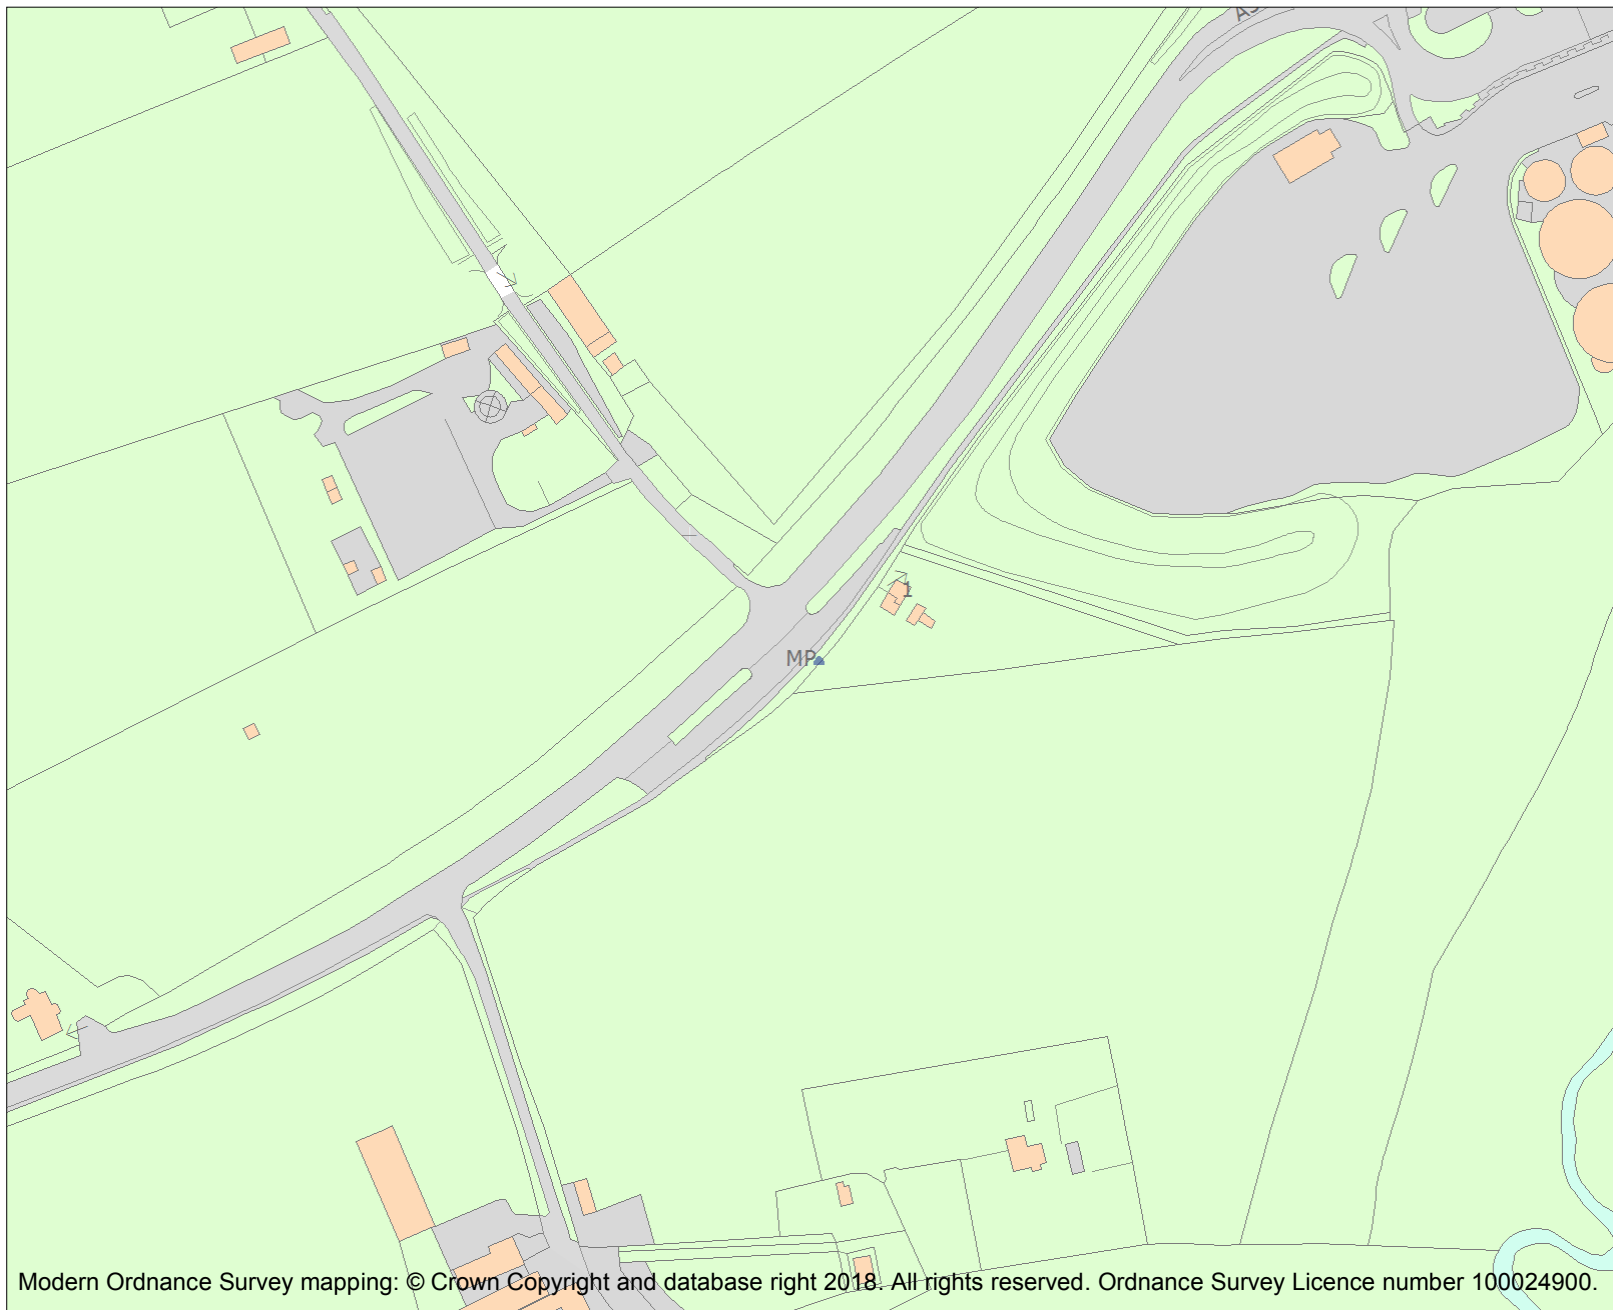 1
MP
Modern Ordnance Survey mapping: © Crown Copyright and database right 2018. All rights reserved. Ordnance Survey Licence number 100024900.